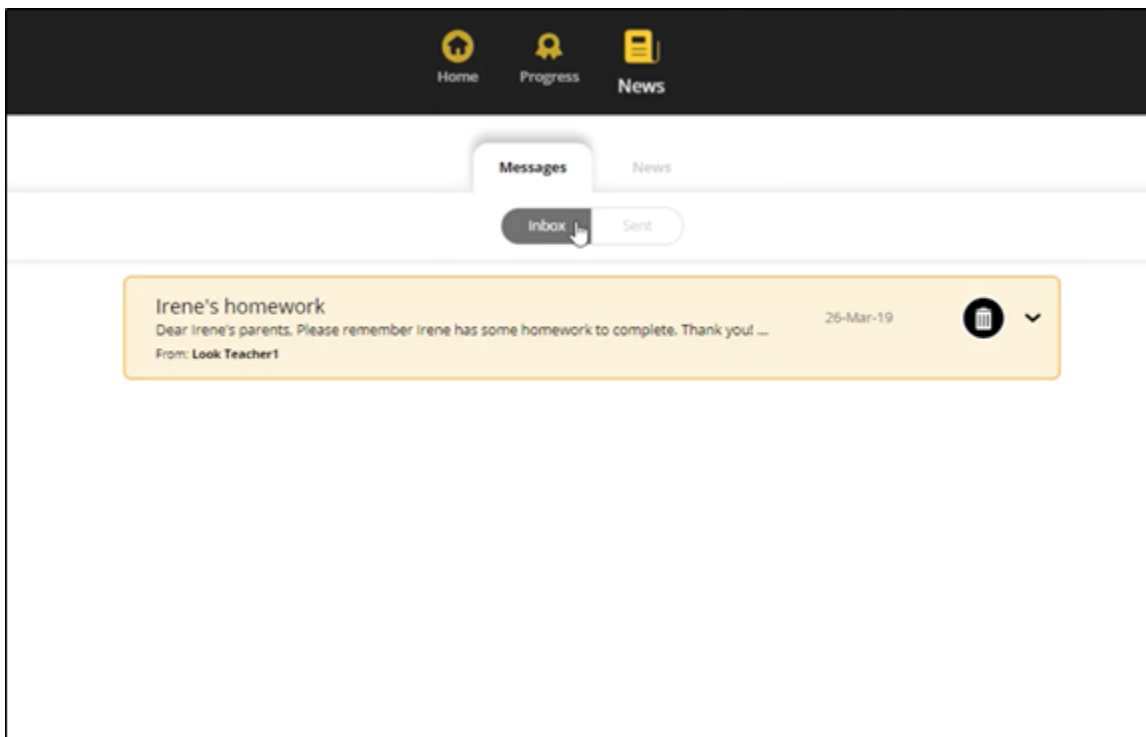 Home Progress News
Messages News
Inbox Sent
Irene's homework
Dear Irene's parents, Please remember Irene has some homework to complete. Thank you! ...
26-Mar-19
From: Look Teacher1